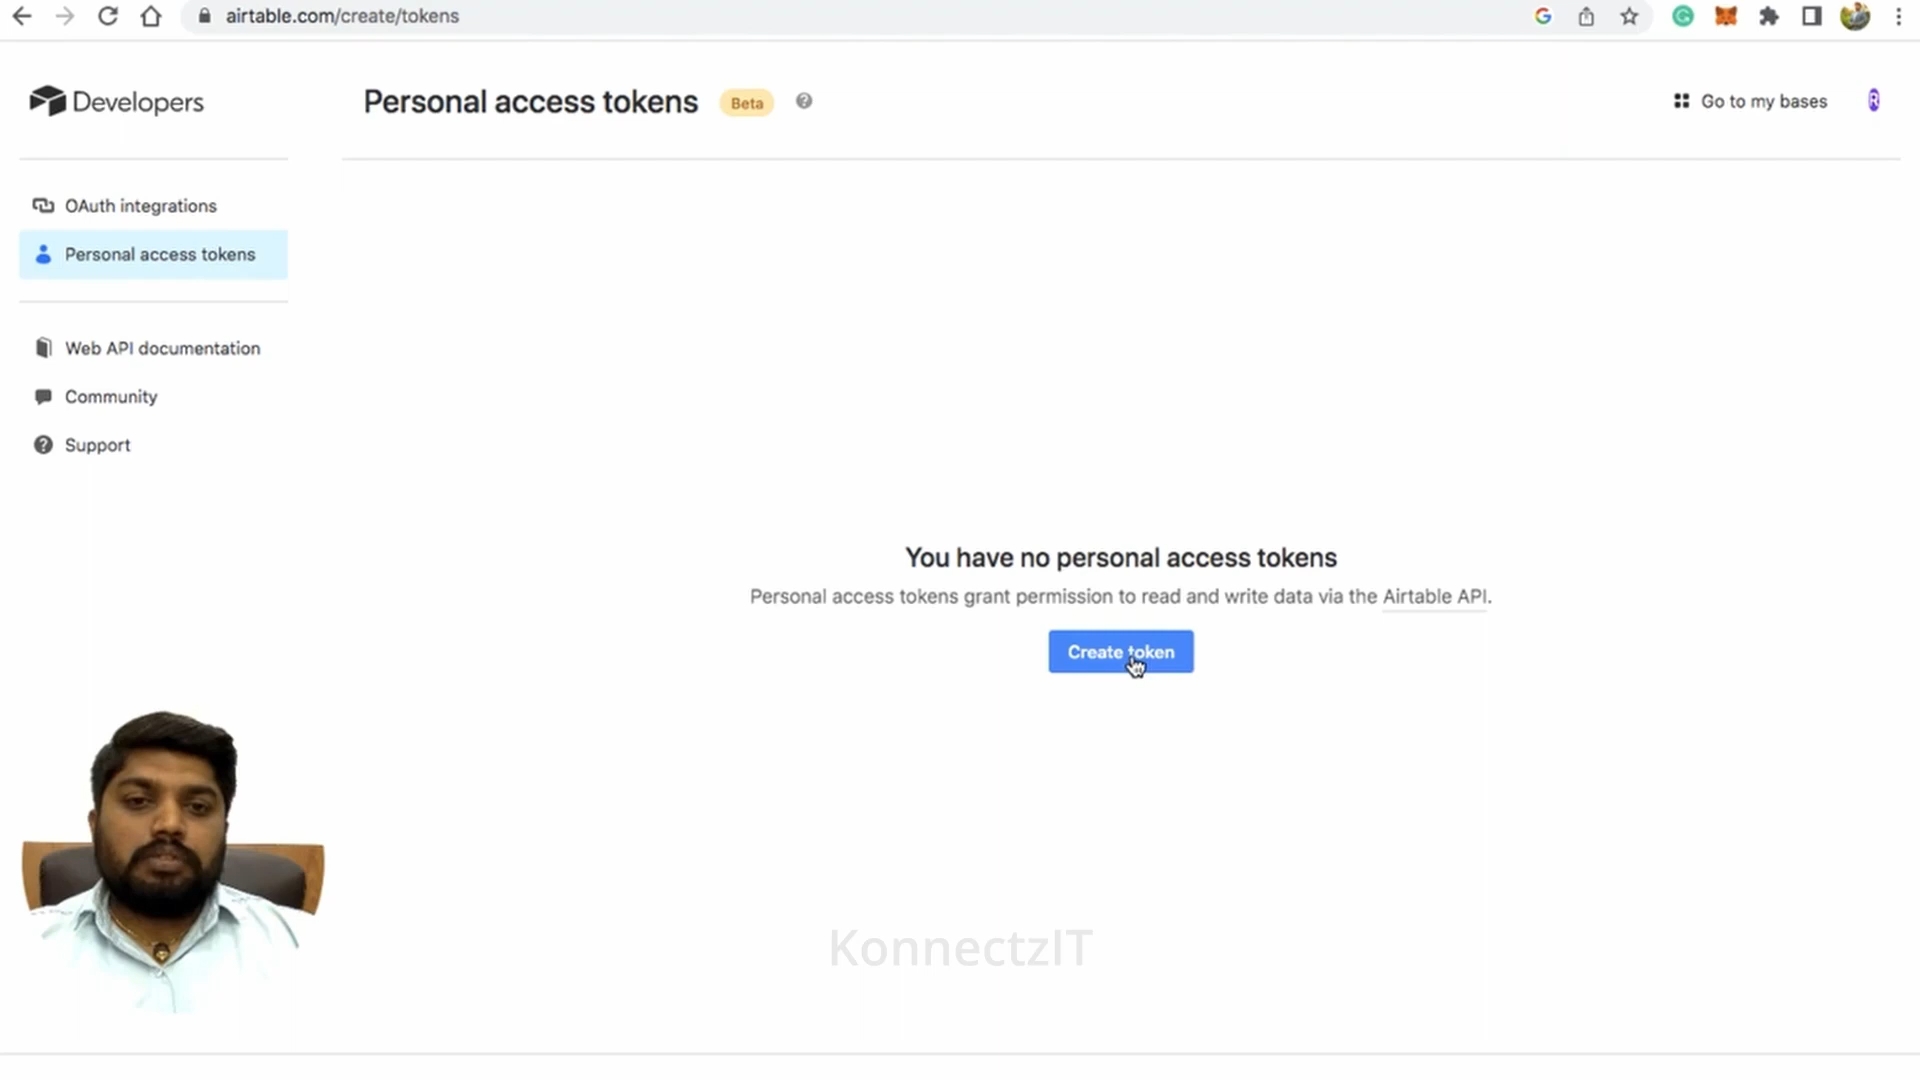 airtable.com/create/tokens
Developers
Personal access tokens
Beta
Go to my bases
R
OAuth integrations
Personal access tokens
Web API documentation
Community
Support
You have no personal access tokens
Personal access tokens grant permission to read and write data via the Airtable API.
Create token
KonnectzIT